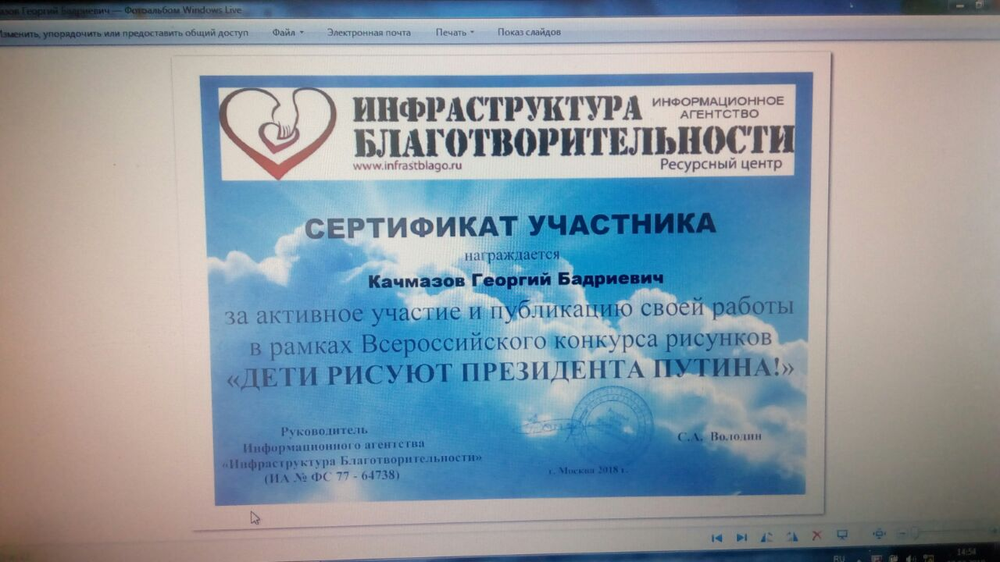 азов Георгий Бадриевич — Фотоальбом Windows Live
Изменить, упорядочить или предоставить общий доступ Файл Электронная почта Печать Показ слайдов
ИНФРАСТРУКТУРА
БЛАГОТВОРИТЕЛЬНОСТИ
ИНФОРМАЦИОННОЕ
АГЕНТСТВО
www.infrastblago.ru
Ресурсный центр
СЕРТИФИКАТ УЧАСТНИКА
награждается
Качмазов Георгий Бадриевич
за активное участие и публикацию своей работы
в рамках Всероссийского конкурса рисунков
«ДЕТИ РИСУЮТ ПРЕЗИДЕНТА ПУТИНА!»
Руководитель
Информационного агентства
«Инфраструктура Благотворительности»
(ИА № ФС 77 - 64738)
С.А. Володин
г. Москва 2018 г.
RU
14:54